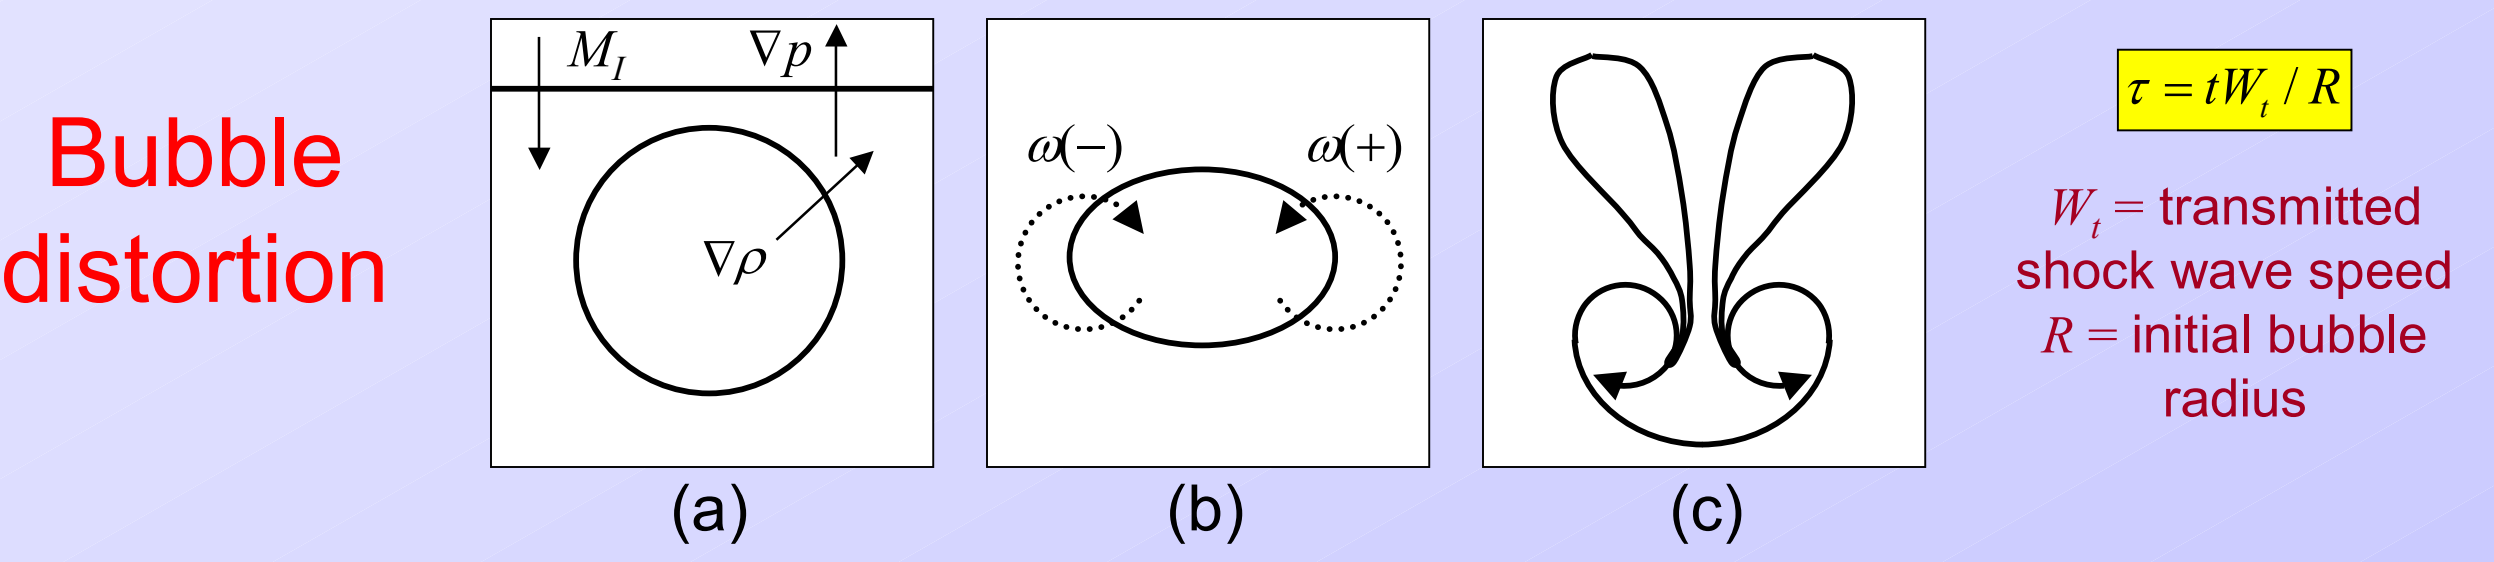 Bubble
distortion
M_I
∇p
∇ρ
(a)
ω(−)
ω(+)
(b)
(c)
τ = tW_t / R
W_t = transmitted
shock wave speed
R = initial bubble
radius